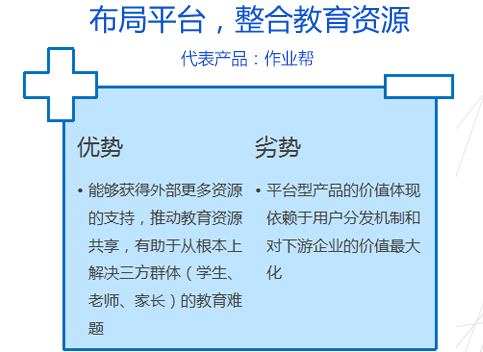 布局平台，整合教育资源
代表产品：作业帮
优势
• 能够获得外部更多资源
的支持，推动教育资源
共享，有助于从根本上
解决三方群体（学生、
老师、家长）的教育难
题
劣势
• 平台型产品的价值体现
依赖于用户分发机制和
对下游企业的价值最大
化